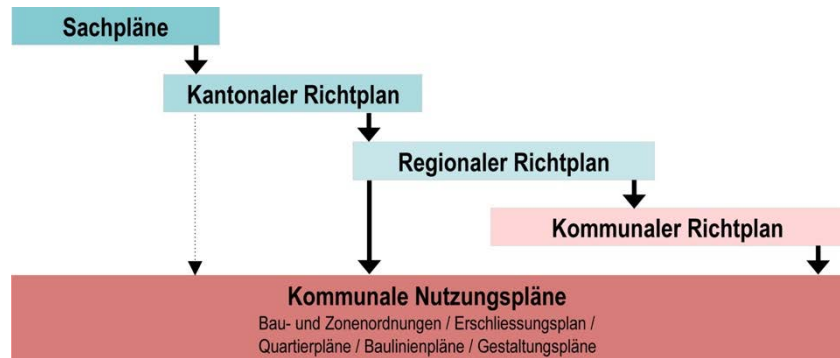 Sachpläne
Kantonaler Richtplan
Regionaler Richtplan
Kommunaler Richtplan
Kommunale Nutzungspläne
Bau- und Zonenordnungen / Erschliessungsplan /
Quartierpläne / Baulinienpläne / Gestaltungspläne